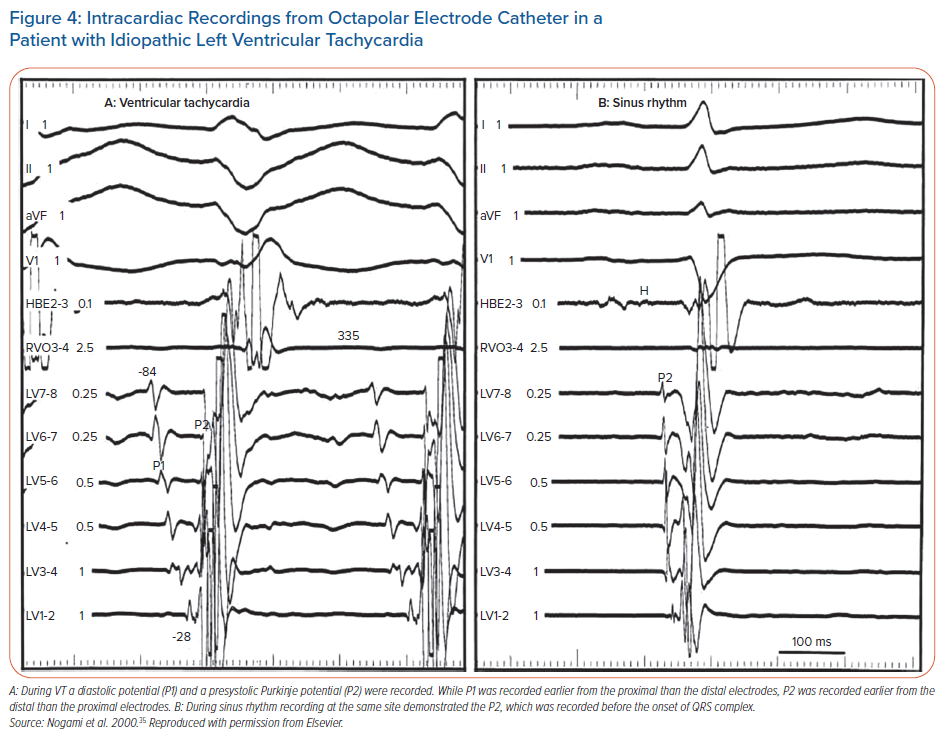 Figure 4: Intracardiac Recordings from Octapolar Electrode Catheter in a
Patient with Idiopathic Left Ventricular Tachycardia
A: Ventricular tachycardia
I 1
II 1
aVF 1
V1 1
HBE2-3 0.1
RVO3-4 2.5
335
-84
LV7-8 0.25
P2
LV6-7 0.25
P1
LV5-6 0.5
LV4-5 0.5
LV3-4 1
LV1-2 1
-28
B: Sinus rhythm
I 1
II 1
aVF 1
V1 1
H
HBE2-3 0.1
RVO3-4 2.5
P2
LV7-8 0.25
LV6-7 0.25
LV5-6 0.5
LV4-5 0.5
LV3-4 1
LV1-2 1
100 ms
A: During VT a diastolic potential (P1) and a presystolic Purkinje potential (P2) were recorded. While P1 was recorded earlier from the proximal than the distal electrodes, P2 was recorded earlier from the
distal than the proximal electrodes. B: During sinus rhythm recording at the same site demonstrated the P2, which was recorded before the onset of QRS complex.
Source: Nogami et al. 2000.³⁵ Reproduced with permission from Elsevier.